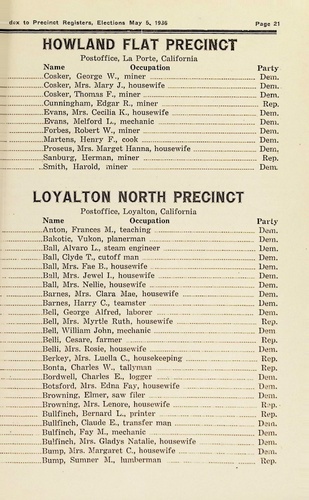 dex to Precinct Registers, Elections May 5, 1936 Page 21
HOWLAND FLAT PRECINCT
Postoffice, La Porte, California
Name Occupation Party
Cosker, George W., miner Dem.
Cosker, Mrs. Mary J., housewife Dem.
Cosker, Thomas F., miner Dem.
Cunningham, Edgar R., miner Rep.
Evans, Mrs. Cecilia K., housewife Dem.
Evans, Melford L., mechanic Dem.
Forbes, Robert W., miner Dem.
Martens, Henry F., cook Dem.
Proseus, Mrs. Marget Hanna, housewife Dem.
Sanburg, Herman, miner Rep.
Smith, Harold, miner Dem.
LOYALTON NORTH PRECINCT
Postoffice, Loyalton, California
Name Occupation Party
Anton, Frances M., teaching Dem.
Bakotic, Vukon, planerman Dem.
Ball, Alvaro L., steam engineer Dem.
Ball, Clyde T., cutoff man Dem.
Ball, Mrs. Fae B., housewife Dem.
Ball, Mrs. Jewel I., housewife Dem.
Ball, Mrs. Nellie, housewife Dem.
Barnes, Mrs. Clara Mae, housewife Dem.
Barnes, Harry C., teamster Dem.
Bell, George Alfred, laborer Dem.
Bell, Mrs. Myrtle Ruth, housewife Rep.
Bell, William John, mechanic Dem
Belli, Cesare, farmer Rep.
Belli, Mrs. Rosie, housewife Dem.
Berkey, Mrs. Luella C., housekeeping Rep.
Bonta, Charles W., tallyman Rep.
Bordwell, Charles E., logger Dem.
Botsford, Mrs. Edna Fay, housewife Dem.
Browning, Elmer, saw filer Dem.
Browning, Mrs. Lenore, housewife Rep.
Bullfinch, Bernard L., printer Rep.
Bullfinch, Claude E., transfer man Dem.
Bulfinch, Fay M., mechanic Dem.
Bulfinch, Mrs. Gladys Natalie, housewife Dem.
Bump, Mrs. Margaret C., housewife Dem.
Bump, Sumner M., lumberman Rep.